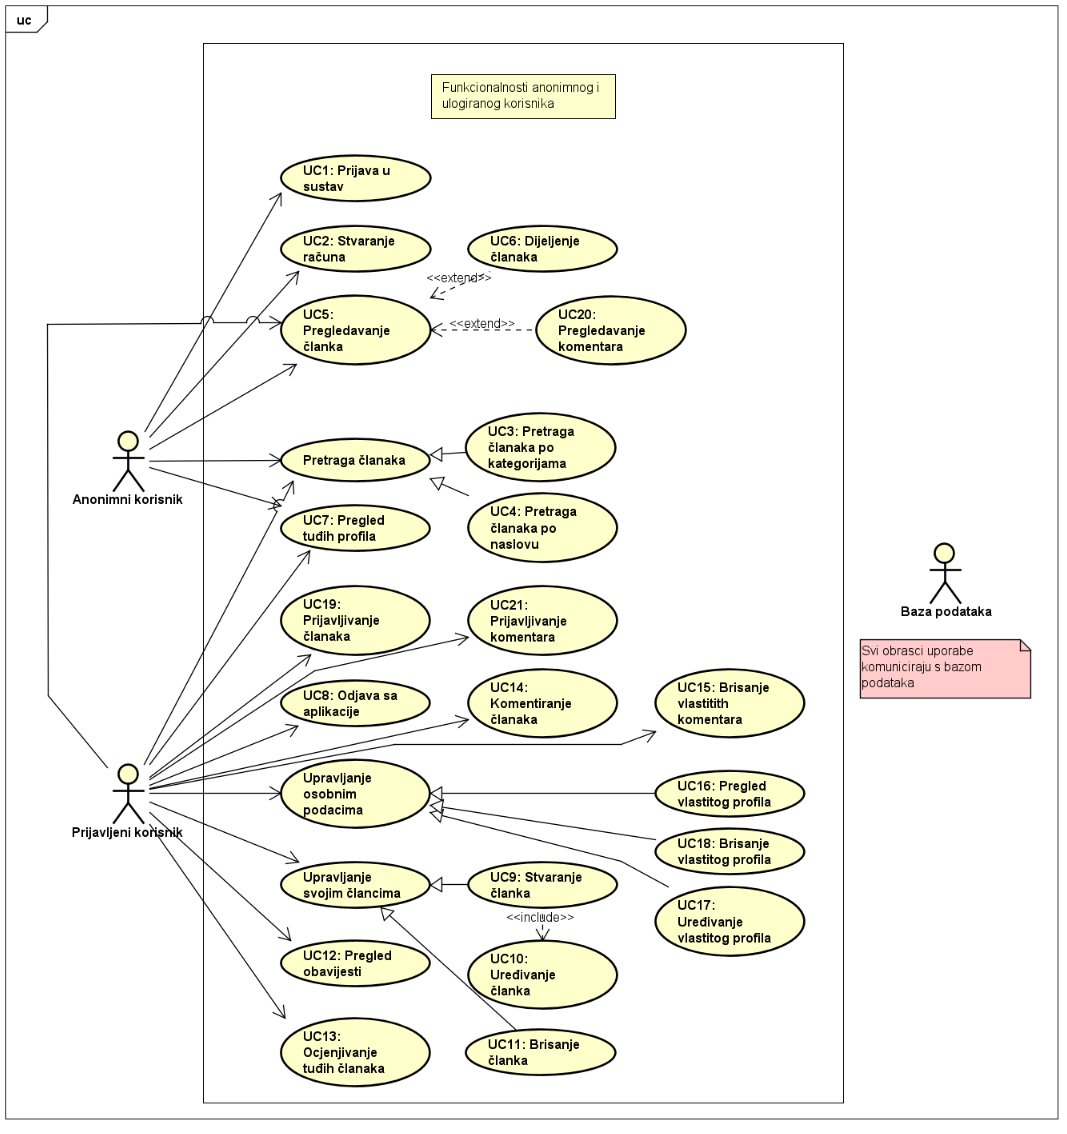 uc
Funkcionalnosti anonimnog i
ulogiranog korisnika
UC1: Prijava u
sustav
UC2: Stvaranje
računa
UC6: Dijeljenje
članaka
<<extend>>
UC5:
Pregledavanje
članka
<<extend>>
UC20:
Pregledavanje
komentara
Anonimni korisnik
Pretraga članaka
UC3: Pretraga
članaka po
kategorijama
UC4: Pretraga
članaka po
naslovu
UC7: Pregled
tuđih profila
UC19:
Prijavljivanje
članaka
UC21:
Prijavljivanje
komentara
Baza podataka
Svi obrasci uporabe
komuniciraju s bazom
podataka
UC8: Odjava sa
aplikacije
UC14:
Komentiranje
članaka
UC15: Brisanje
vlastitith
komentara
Prijavljeni korisnik
Upravljanje
osobnim
podacima
UC16: Pregled
vlastitog profila
UC18: Brisanje
vlastitog profila
UC17:
Uređivanje
vlastitog profila
Upravljanje
svojim člancima
UC9: Stvaranje
članka
<<include>>
UC10:
Uređivanje
članka
UC12: Pregled
obavijesti
UC13:
Ocjenjivanje
tuđih članaka
UC11: Brisanje
članka